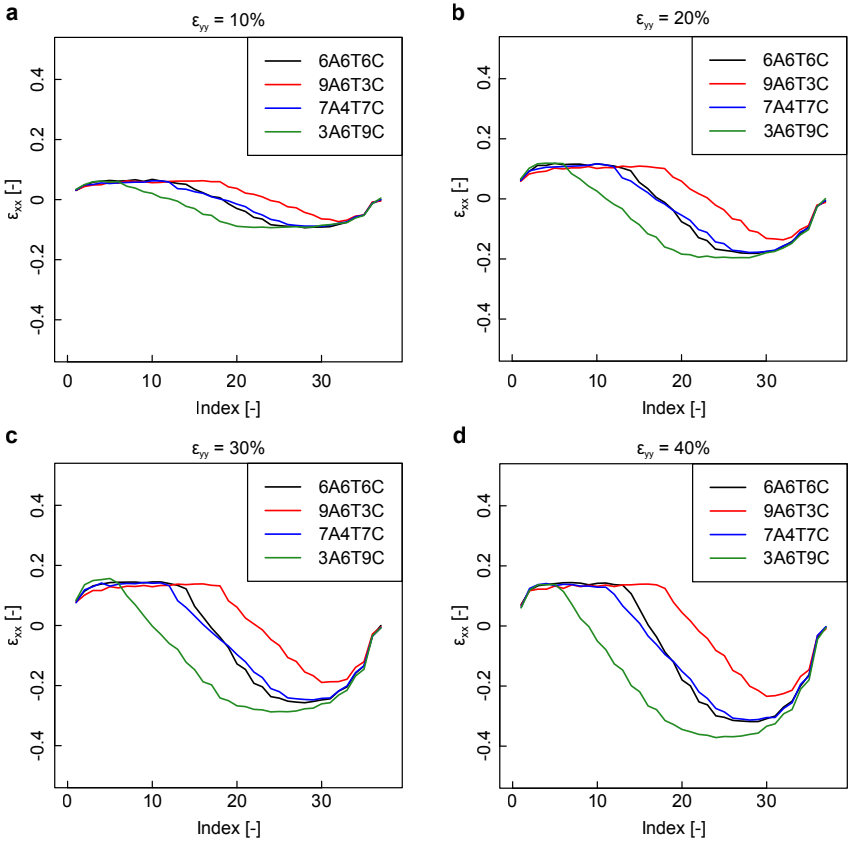 a
ε_yy = 10%
ε_xx [-]
0.4
0.2
0
-0.2
-0.4
6A6T6C
9A6T3C
7A4T7C
3A6T9C
0 10 20 30
Index [-]
b
ε_yy = 20%
ε_xx [-]
0.4
0.2
0
-0.2
-0.4
6A6T6C
9A6T3C
7A4T7C
3A6T9C
0 10 20 30
Index [-]
c
ε_yy = 30%
ε_xx [-]
0.4
0.2
0
-0.2
-0.4
6A6T6C
9A6T3C
7A4T7C
3A6T9C
0 10 20 30
Index [-]
d
ε_yy = 40%
ε_xx [-]
0.4
0.2
0
-0.2
-0.4
6A6T6C
9A6T3C
7A4T7C
3A6T9C
0 10 20 30
Index [-]